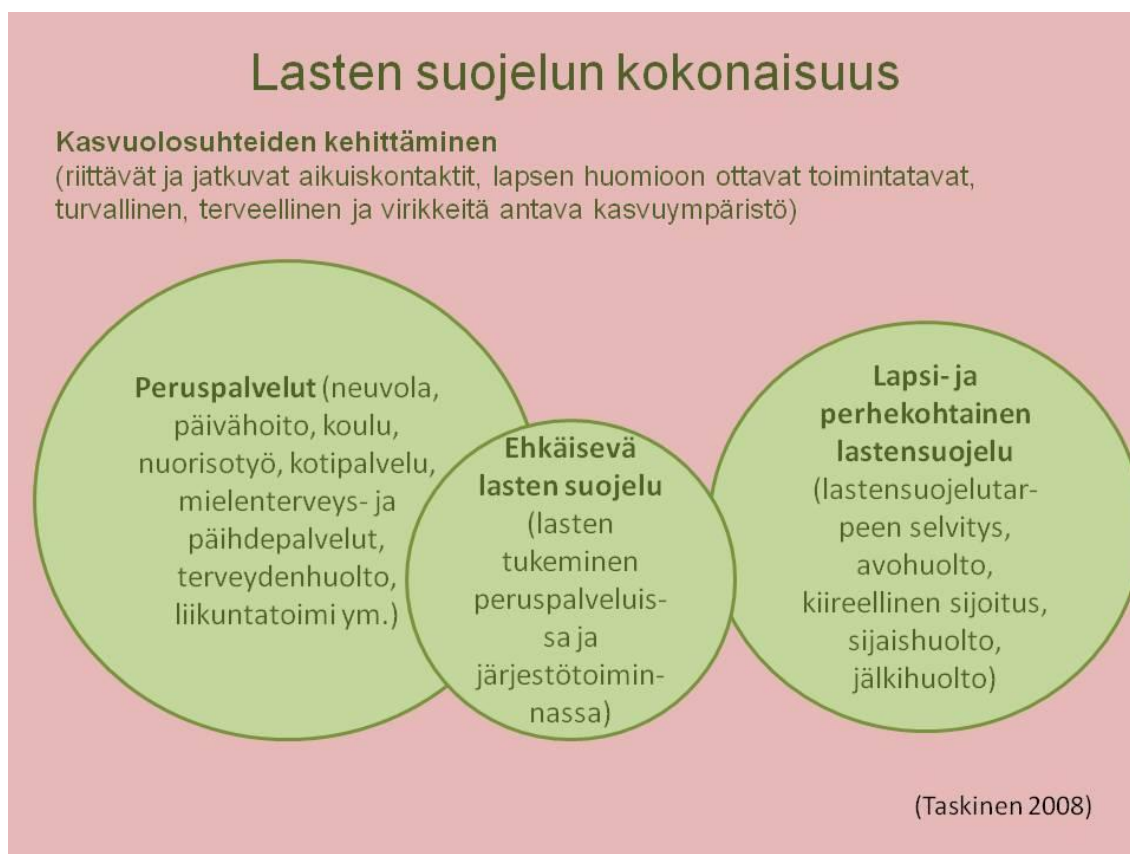 Lasten suojelun kokonaisuus
Kasvuolosuhteiden kehittäminen
(riittävät ja jatkuvat aikuiskontaktit, lapsen huomioon ottavat toimintatavat,
turvallinen, terveellinen ja virikkeitä antava kasvuympäristö)
Peruspalvelut (neuvola,
päivähoito, koulu,
nuorisotyö, kotipalvelu,
mielenterveys- ja
päihdepalvelut,
terveydenhuolto,
liikuntatoimi ym.)
Ehkäisevä
lasten suojelu
(lasten
tukeminen
peruspalveluis-
sa ja
järjestötoimin-
nassa)
Lapsi- ja
perhekohtainen
lastensuojelu
(lastensuojelutar-
peen selvitys,
avohuolto,
kiireellinen sijoitus,
sijaishuolto,
jälkihuolto)
(Taskinen 2008)